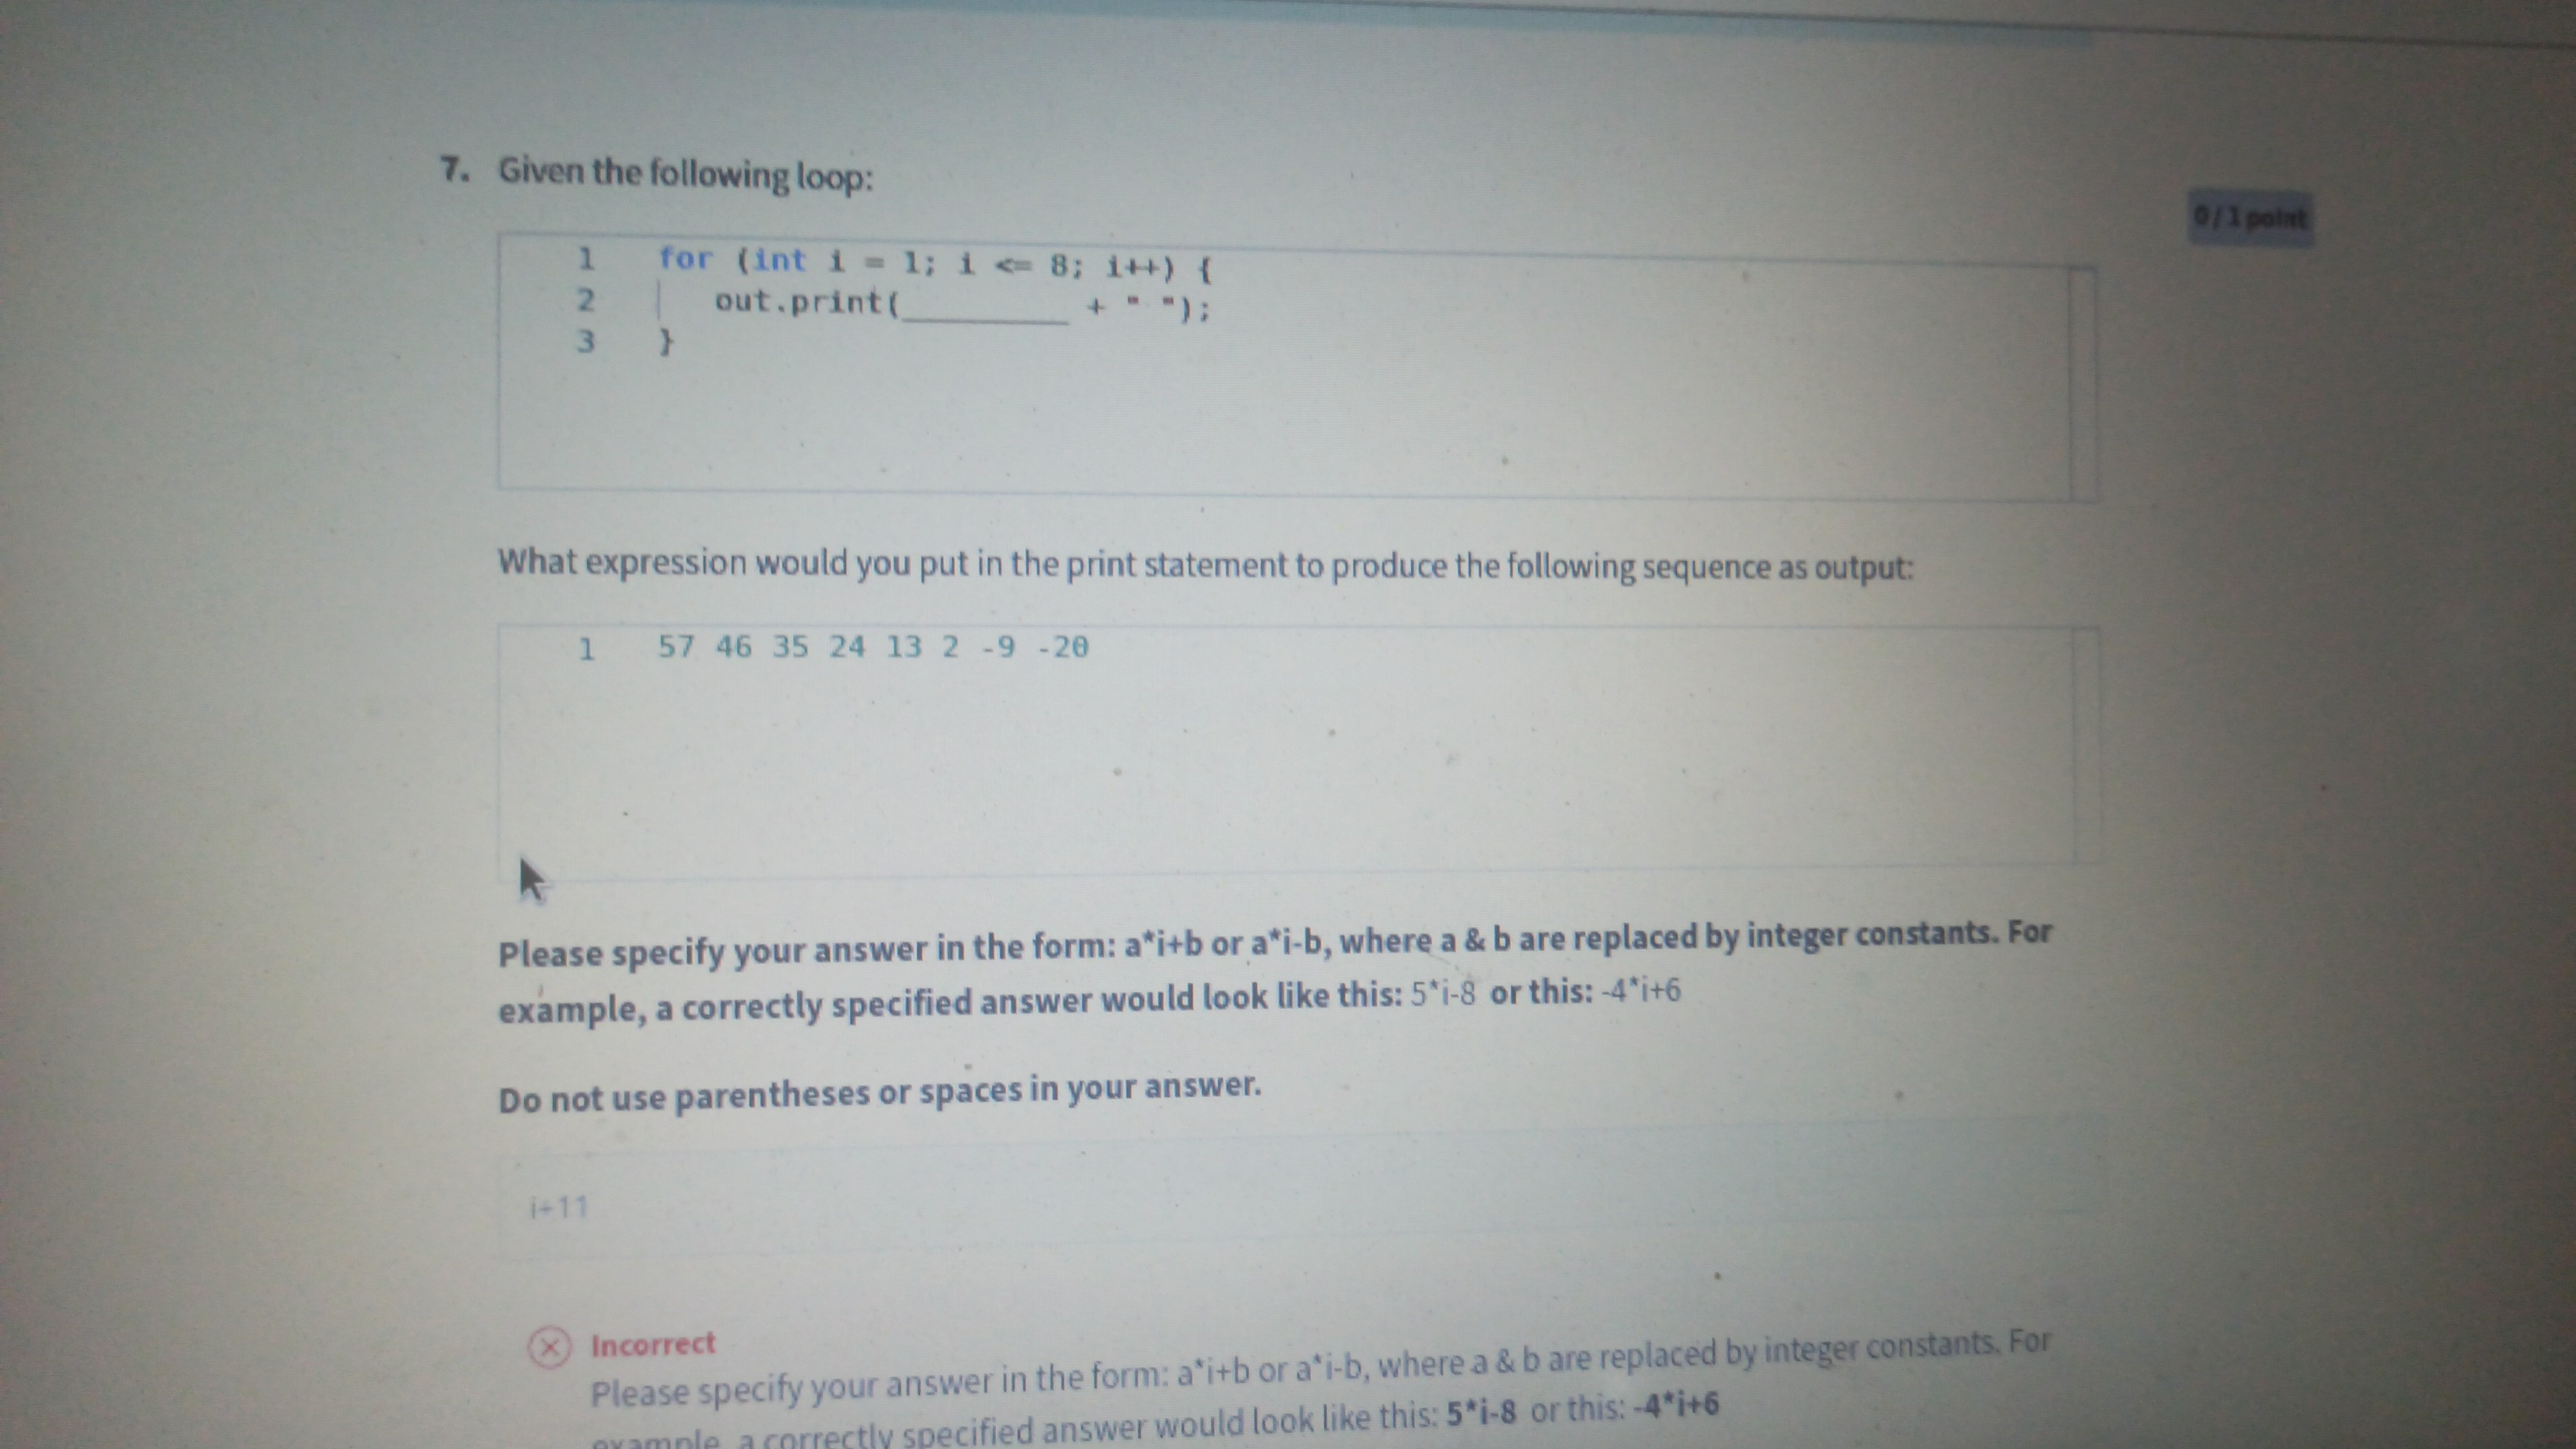 7. Given the following loop:
0 / 1 point
1 for (int i = 1; i <= 8; i++) {
2 out.print(_________ + " ");
3 }
What expression would you put in the print statement to produce the following sequence as output:
1 57 46 35 24 13 2 -9 -20
Please specify your answer in the form: a*i+b or a*i-b, where a & b are replaced by integer constants. For
example, a correctly specified answer would look like this: 5*i-8 or this: -4*i+6
Do not use parentheses or spaces in your answer.
i+11
Incorrect
Please specify your answer in the form: a*i+b or a*i-b, where a & b are replaced by integer constants. For
example, a correctly specified answer would look like this: 5*i-8 or this: -4*i+6